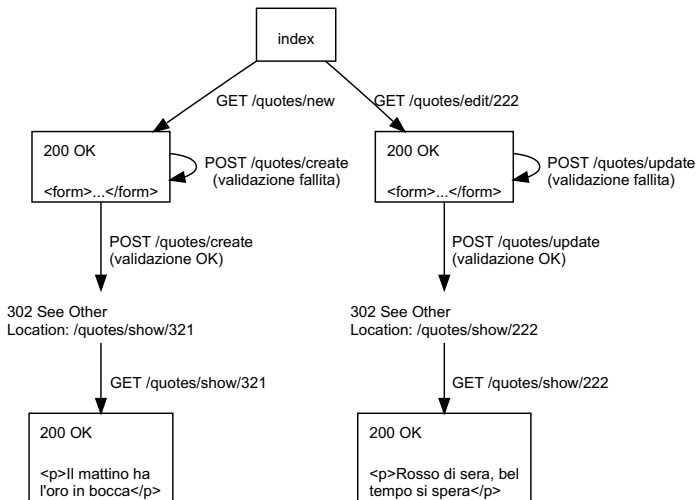 index
GET /quotes/new
GET /quotes/edit/222
200 OK
<form>...</form>
POST /quotes/create
(validazione fallita)
200 OK
<form>...</form>
POST /quotes/update
(validazione fallita)
POST /quotes/create
(validazione OK)
POST /quotes/update
(validazione OK)
302 See Other
Location: /quotes/show/321
302 See Other
Location: /quotes/show/222
GET /quotes/show/321
GET /quotes/show/222
200 OK
<p>Il mattino ha
l'oro in bocca</p>
200 OK
<p>Rosso di sera, bel
tempo si spera</p>